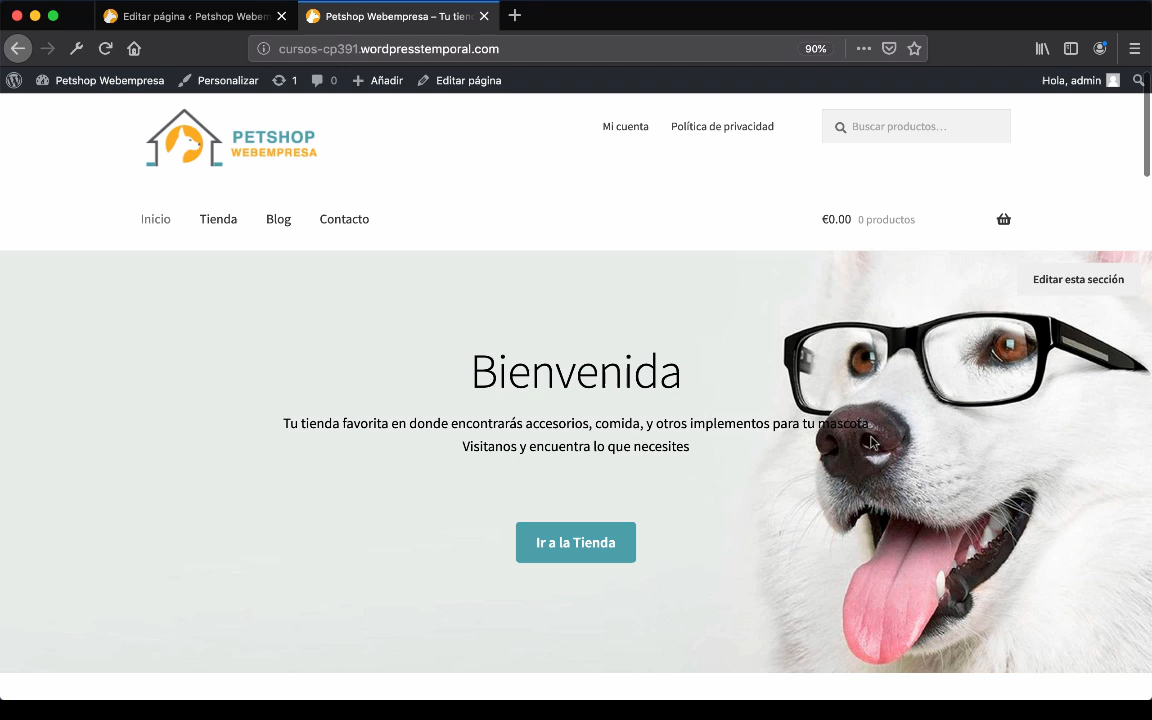 Editar página ‹ Petshop Webem
Petshop Webempresa – Tu tien
cursos-cp391.wordpresstemporal.com
90%
Petshop Webempresa
Personalizar
1
0
Añadir
Editar página
Hola, admin
PETSHOP
WEBEMPRESA
Mi cuenta
Política de privacidad
Buscar productos…
Inicio
Tienda
Blog
Contacto
€0.00 0 productos
Editar esta sección
Bienvenida
Tu tienda favorita en donde encontrarás accesorios, comida, y otros implementos para tu mascota
Visitanos y encuentra lo que necesites
Ir a la Tienda